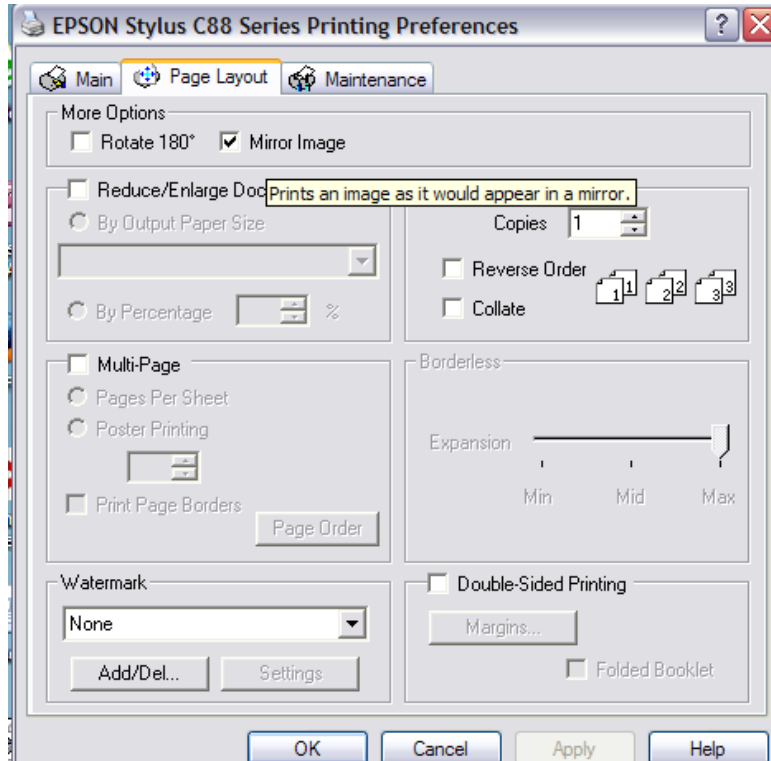 EPSON Stylus C88 Series Printing Preferences
Main Page Layout Maintenance
More Options
Rotate 180° Mirror Image
Reduce/Enlarge Doc
Prints an image as it would appear in a mirror.
By Output Paper Size
By Percentage %
Copies 1
Reverse Order
Collate
1 1 2 2 3 3
Multi-Page
Pages Per Sheet
Poster Printing
Print Page Borders
Page Order
Borderless
Expansion
Min Mid Max
Watermark
None
Add/Del... Settings
Double-Sided Printing
Margins...
Folded Booklet
OK Cancel Apply Help